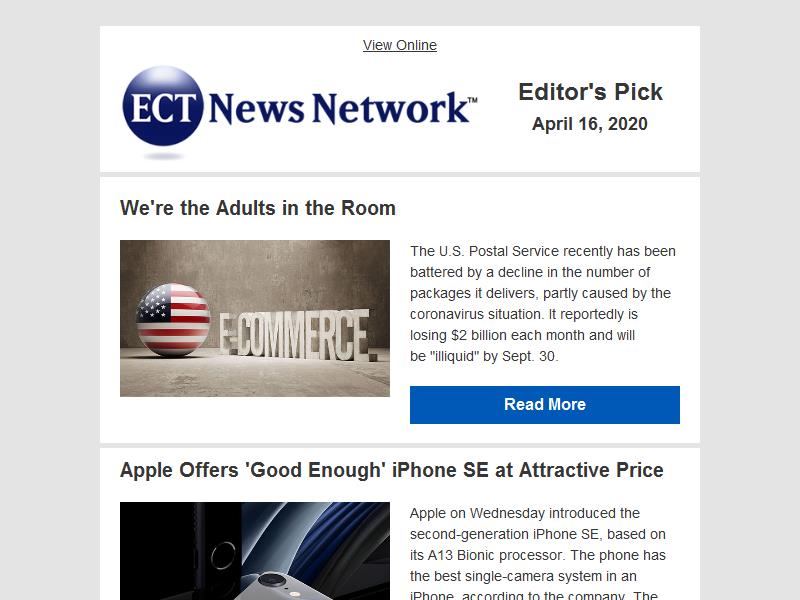 View Online
ECT News Network™
Editor's Pick
April 16, 2020
We're the Adults in the Room
E-COMMERCE
The U.S. Postal Service recently has been
battered by a decline in the number of
packages it delivers, partly caused by the
coronavirus situation. It reportedly is
losing $2 billion each month and will
be "illiquid" by Sept. 30.
Read More
Apple Offers 'Good Enough' iPhone SE at Attractive Price
Apple on Wednesday introduced the
second-generation iPhone SE, based on
its A13 Bionic processor. The phone has
the best single-camera system in an
iPhone, according to the company. The